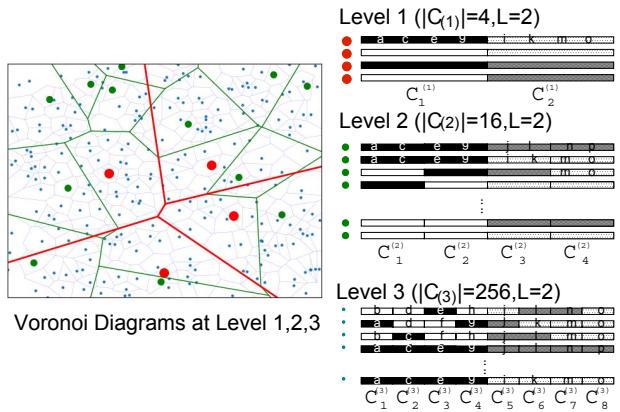 Level 1 (|C(1)|=4,L=2)
a c e g i k m o
C1(1) C2(1)
Level 2 (|C(2)|=16,L=2)
a c e g j l n p
a c e g k m o
m o
⋮
C1(2) C2(2) C3(2) C4(2)
Level 3 (|C(3)|=256,L=2)
b d e h j l n o
a d f g j k m o
b c f h j l m o
a c e g j l n p
⋮
a c e g i k m o
C1(3) C2(3) C3(3) C4(3) C5(3) C6(3) C7(3) C8(3)
Voronoi Diagrams at Level 1,2,3